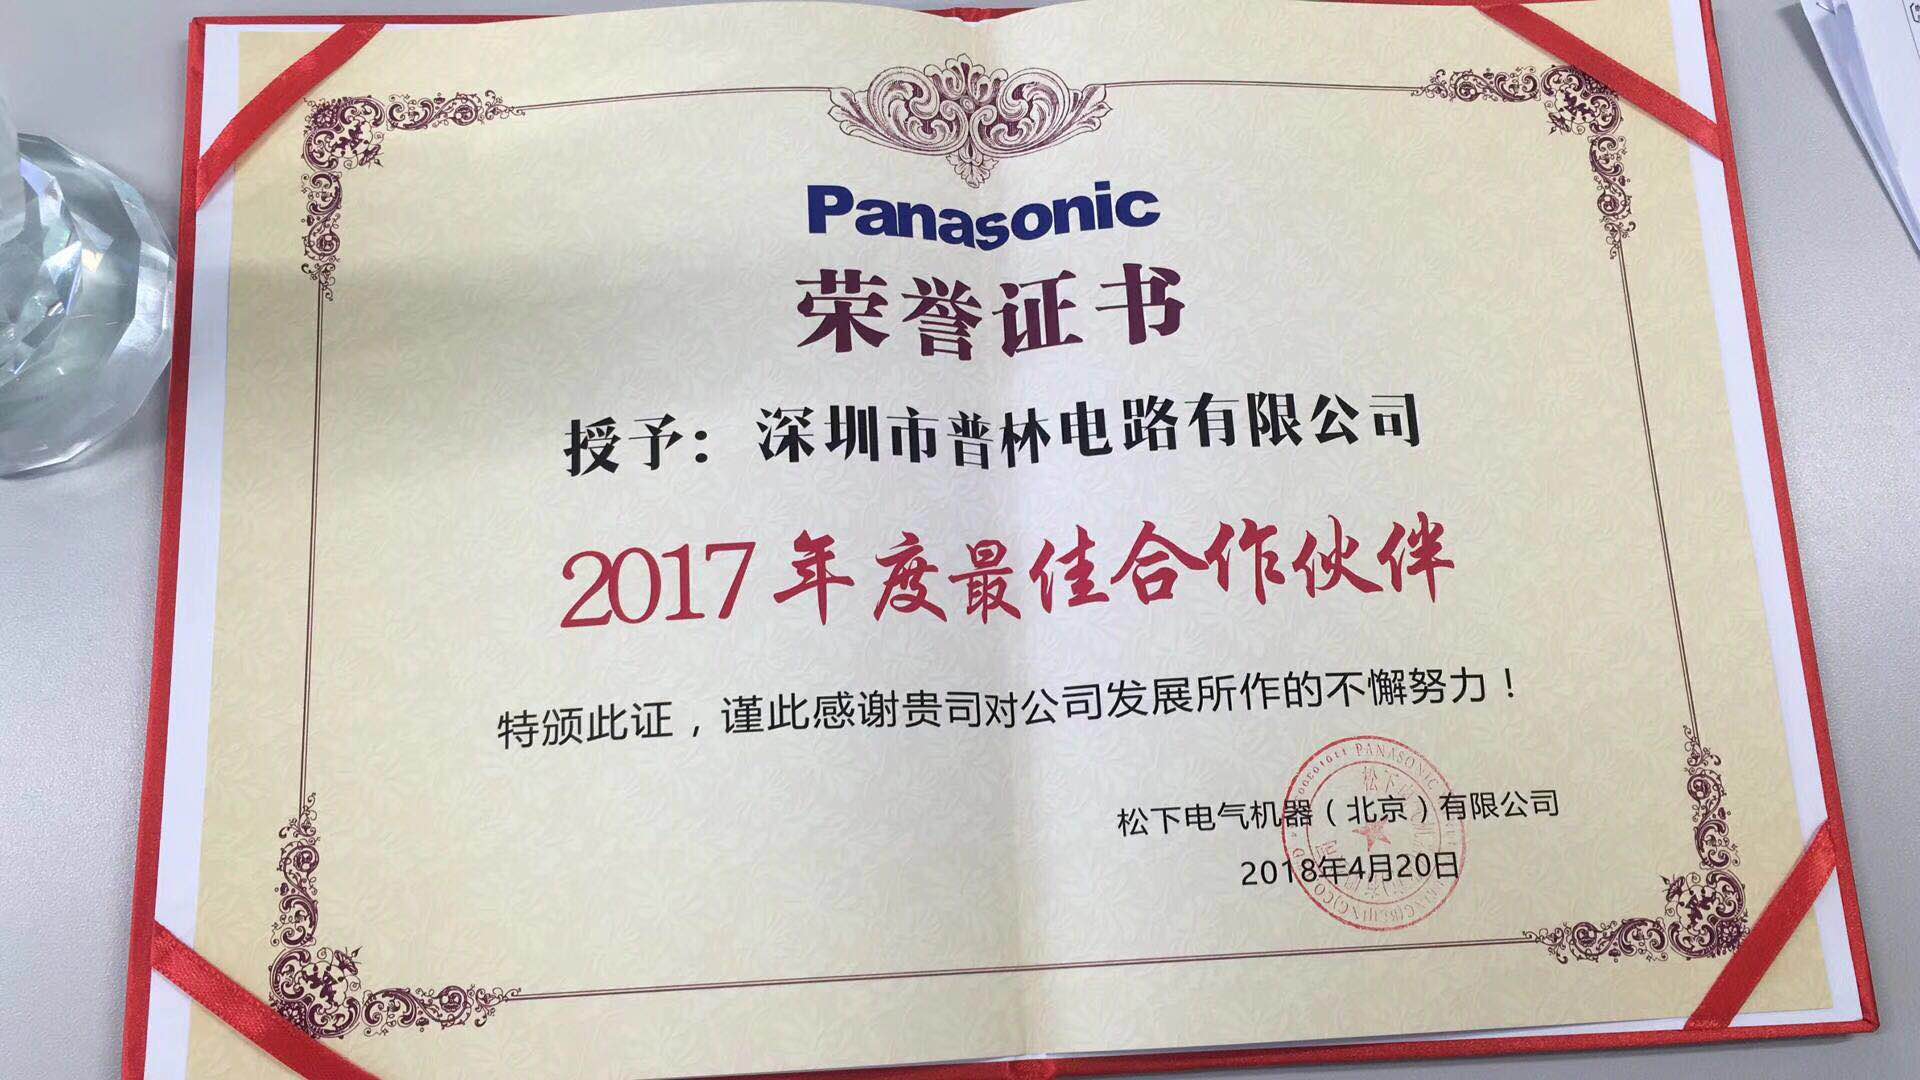 Panasonic
荣誉证书
授予：深圳市普林电路有限公司
2017年度最佳合作伙伴
特颁此证，谨此感谢贵司对公司发展所作的不懈努力！
松下电气机器（北京）有限公司
2018年4月20日
PANASONIC
松下